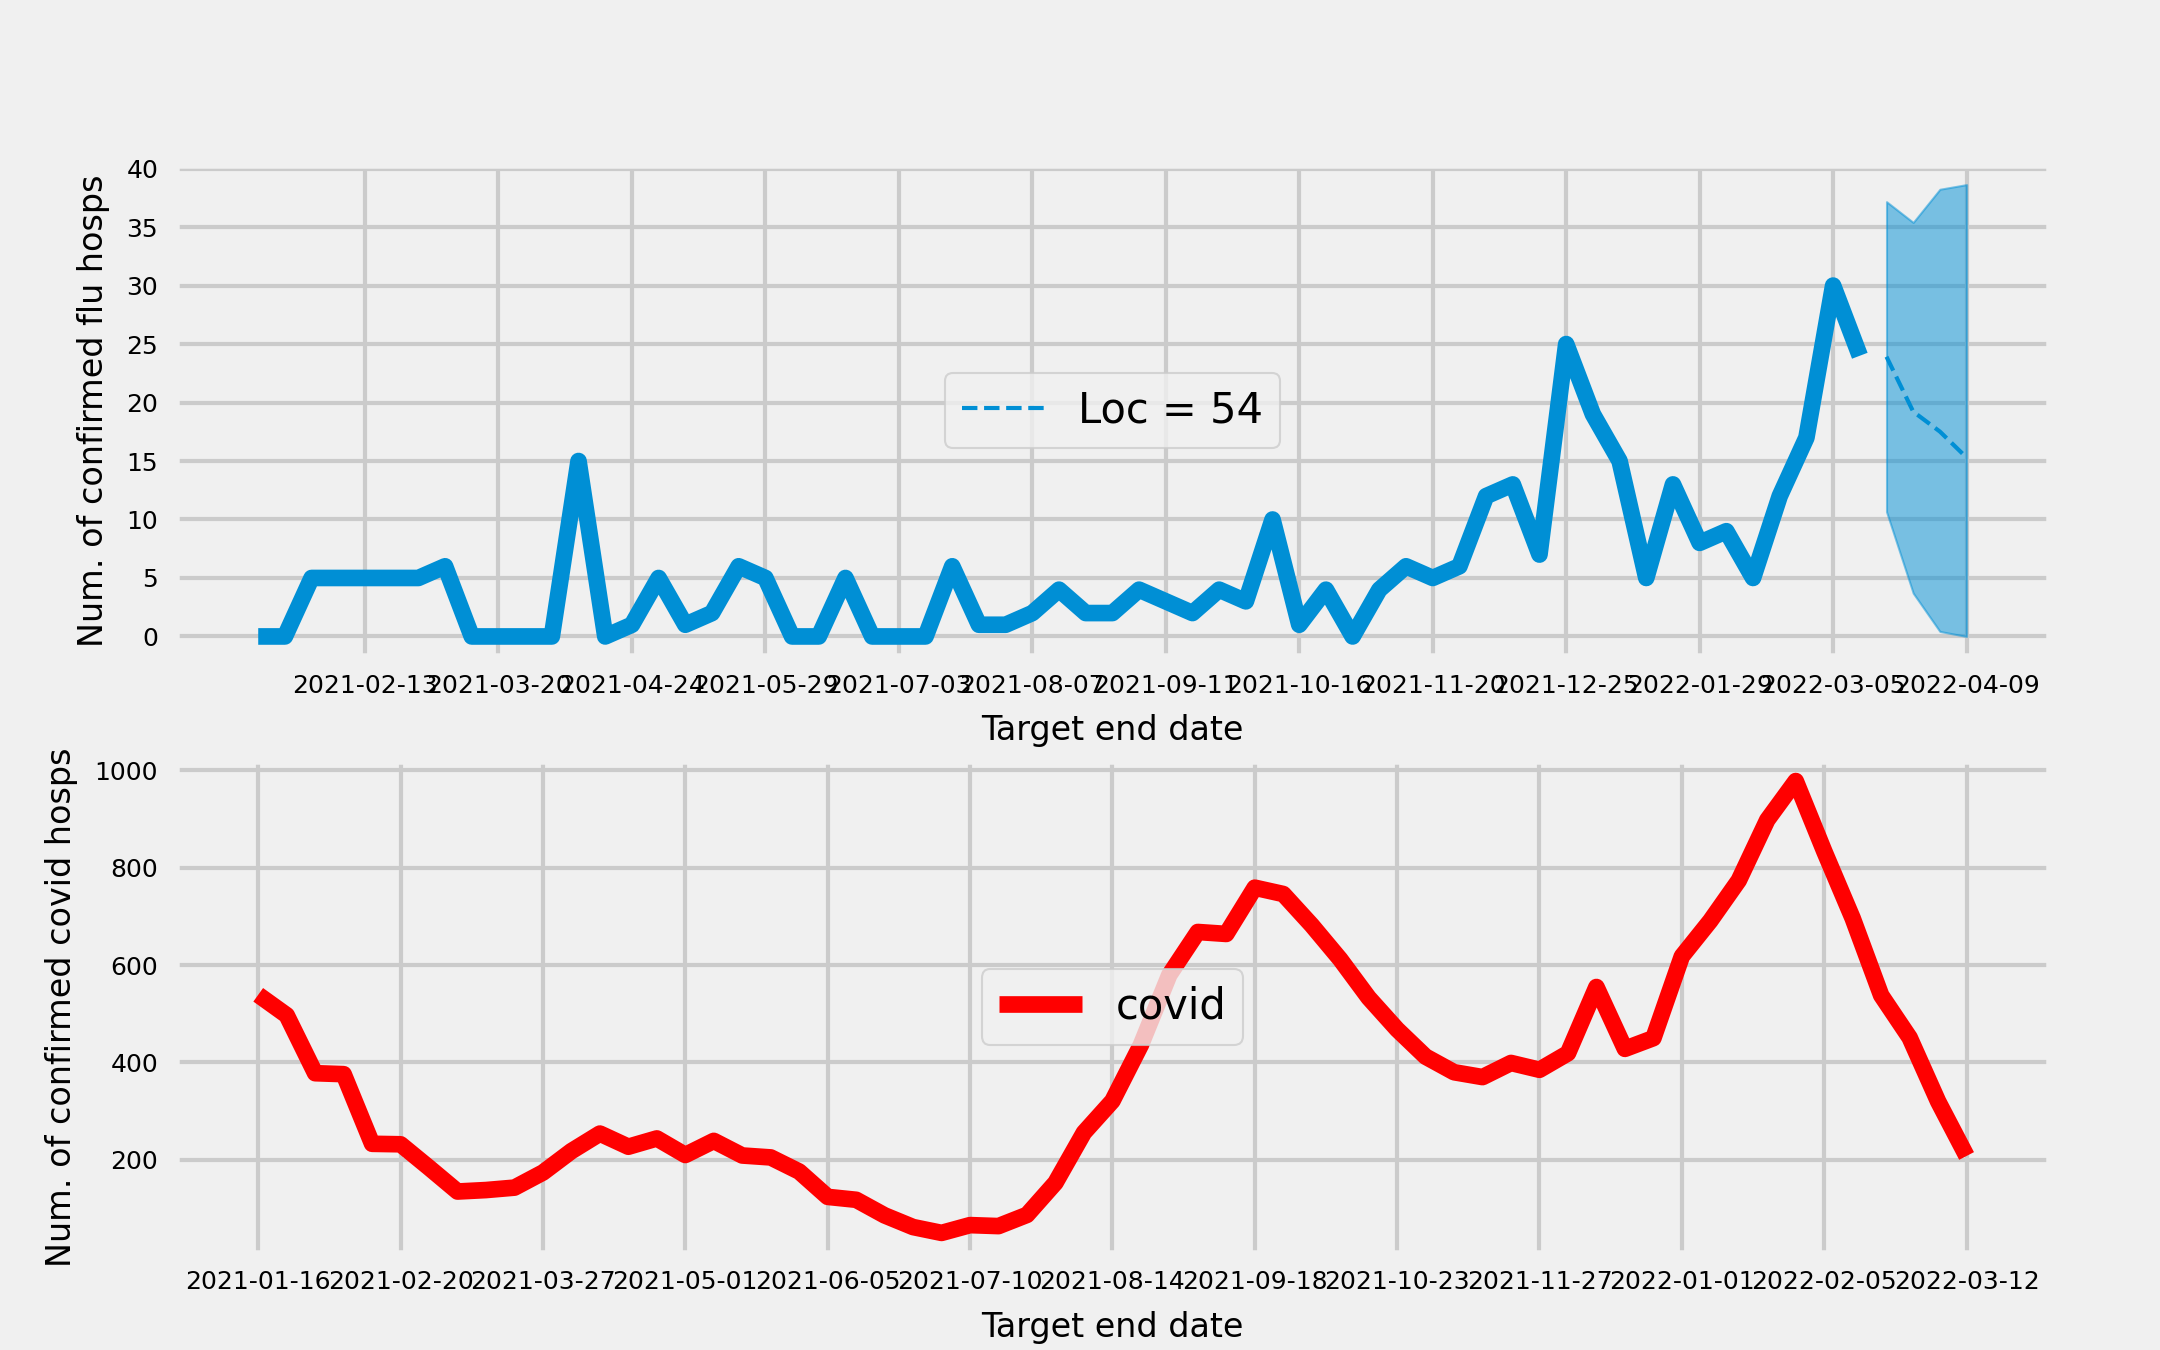 Num. of confirmed flu hosps
40
35
30
25
20
15
10
5
0
Loc = 54
2021-02-13 2021-03-20 2021-04-24 2021-05-29 2021-07-03 2021-08-07 2021-09-11 2021-10-16 2021-11-20 2021-12-25 2022-01-29 2022-03-05 2022-04-09
Target end date
Num. of confirmed covid hosps
1000
800
600
400
200
covid
2021-01-16 2021-02-20 2021-03-27 2021-05-01 2021-06-05 2021-07-10 2021-08-14 2021-09-18 2021-10-23 2021-11-27 2022-01-01 2022-02-05 2022-03-12
Target end date